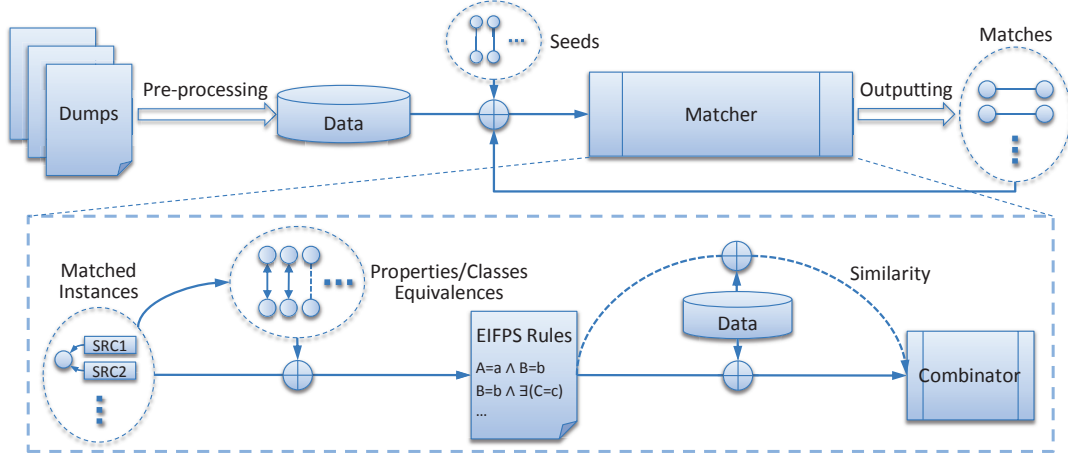 Dumps
Pre-processing
Data
Seeds
Matcher
Outputting
Matches
Matched
Instances
SRC1
SRC2
Properties/Classes
Equivalences
EIFPS Rules
A=a ∧ B=b
B=b ∧ ∃(C=c)
...
Data
Similarity
Combinator